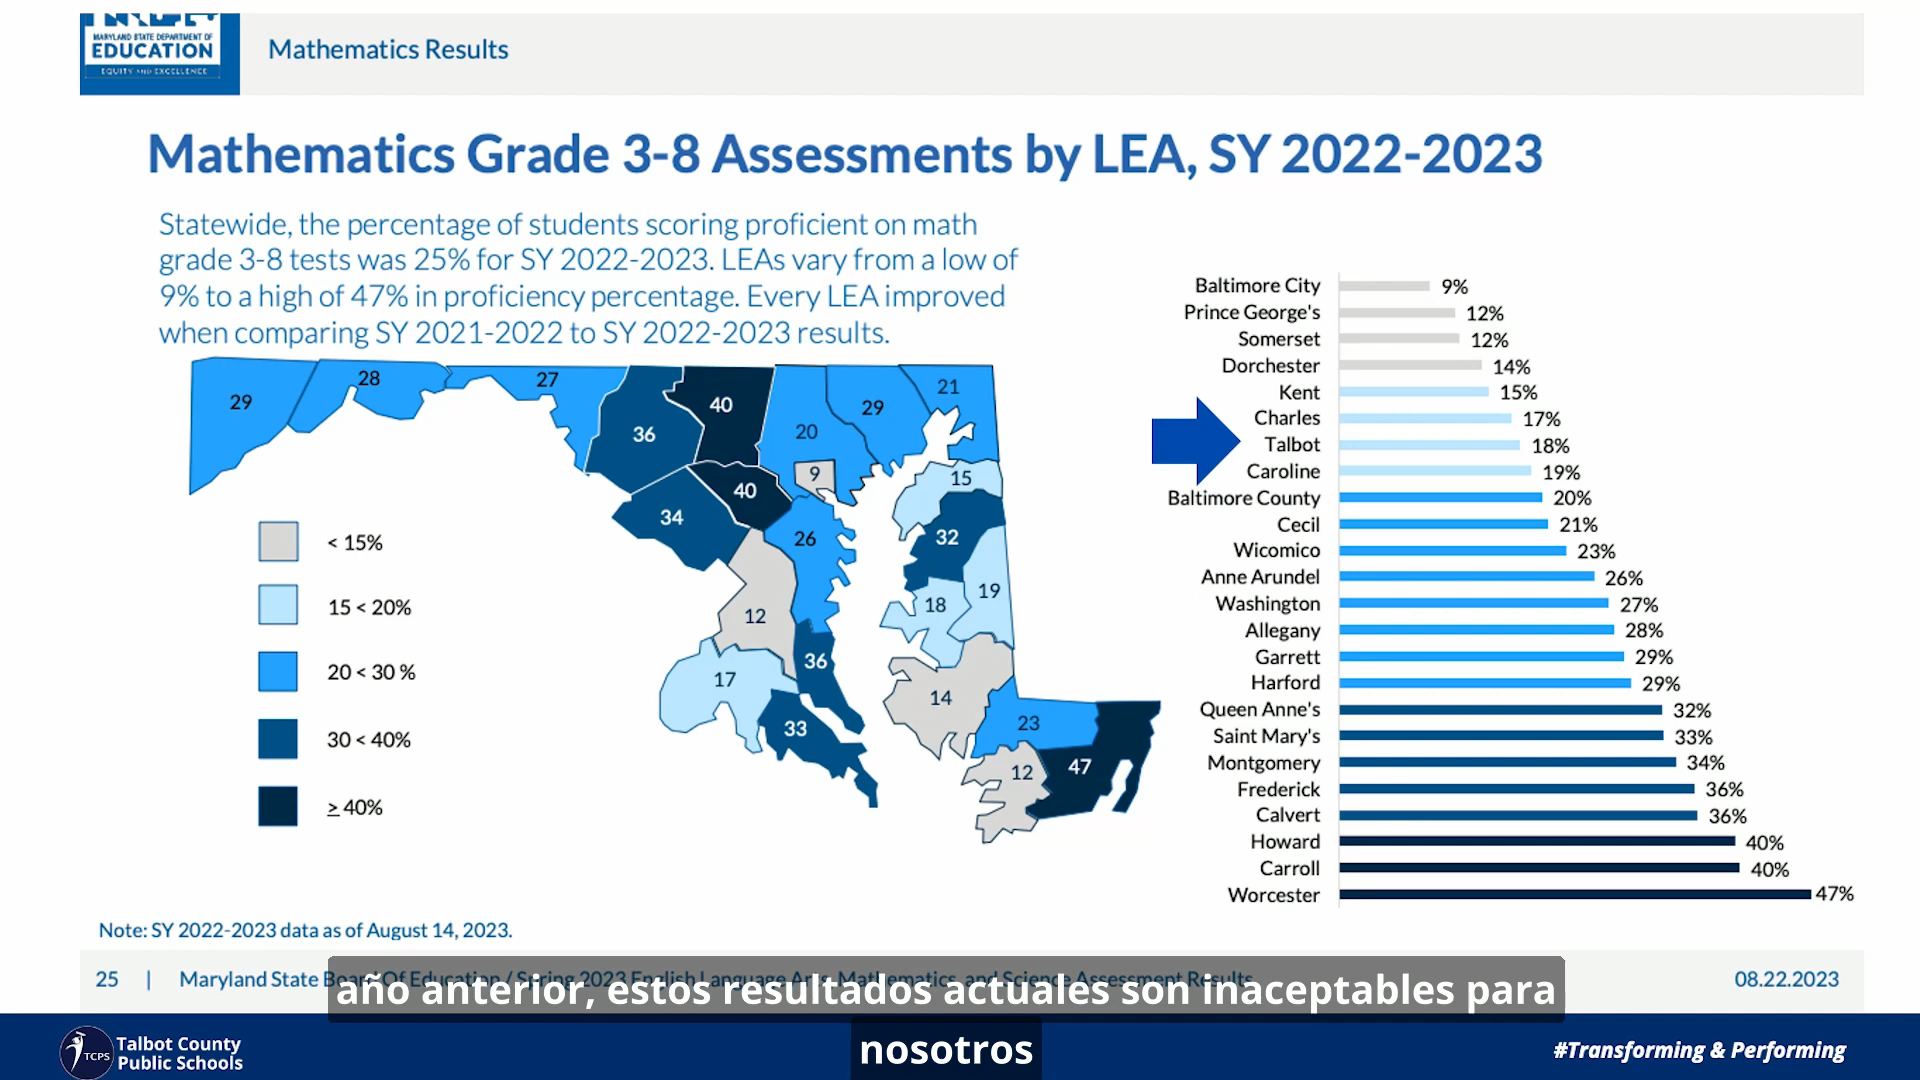 MARYLAND STATE DEPARTMENT OF
EDUCATION
EQUITY AND EXCELLENCE
Mathematics Results
Mathematics Grade 3-8 Assessments by LEA, SY 2022-2023
Statewide, the percentage of students scoring proficient on math
grade 3-8 tests was 25% for SY 2022-2023. LEAs vary from a low of
9% to a high of 47% in proficiency percentage. Every LEA improved
when comparing SY 2021-2022 to SY 2022-2023 results.
29
28
27
36
40
20
29
21
9
40
34
26
15
32
19
18
12
36
17
33
14
23
12
47
< 15%
15 < 20%
20 < 30 %
30 < 40%
≥ 40%
Baltimore City 9%
Prince George's 12%
Somerset 12%
Dorchester 14%
Kent 15%
Charles 17%
Talbot 18%
Caroline 19%
Baltimore County 20%
Cecil 21%
Wicomico 23%
Anne Arundel 26%
Washington 27%
Allegany 28%
Garrett 29%
Harford 29%
Queen Anne's 32%
Saint Mary's 33%
Montgomery 34%
Frederick 36%
Calvert 36%
Howard 40%
Carroll 40%
Worcester 47%
Note: SY 2022-2023 data as of August 14, 2023.
25 | Maryland State Board Of Education / Spring 2023 English Language Arts, Mathematics, and Science Assessment Results 08.22.2023
año anterior, estos resultados actuales son inaceptables para
nosotros
TCPS
Talbot County
Public Schools
#Transforming & Performing